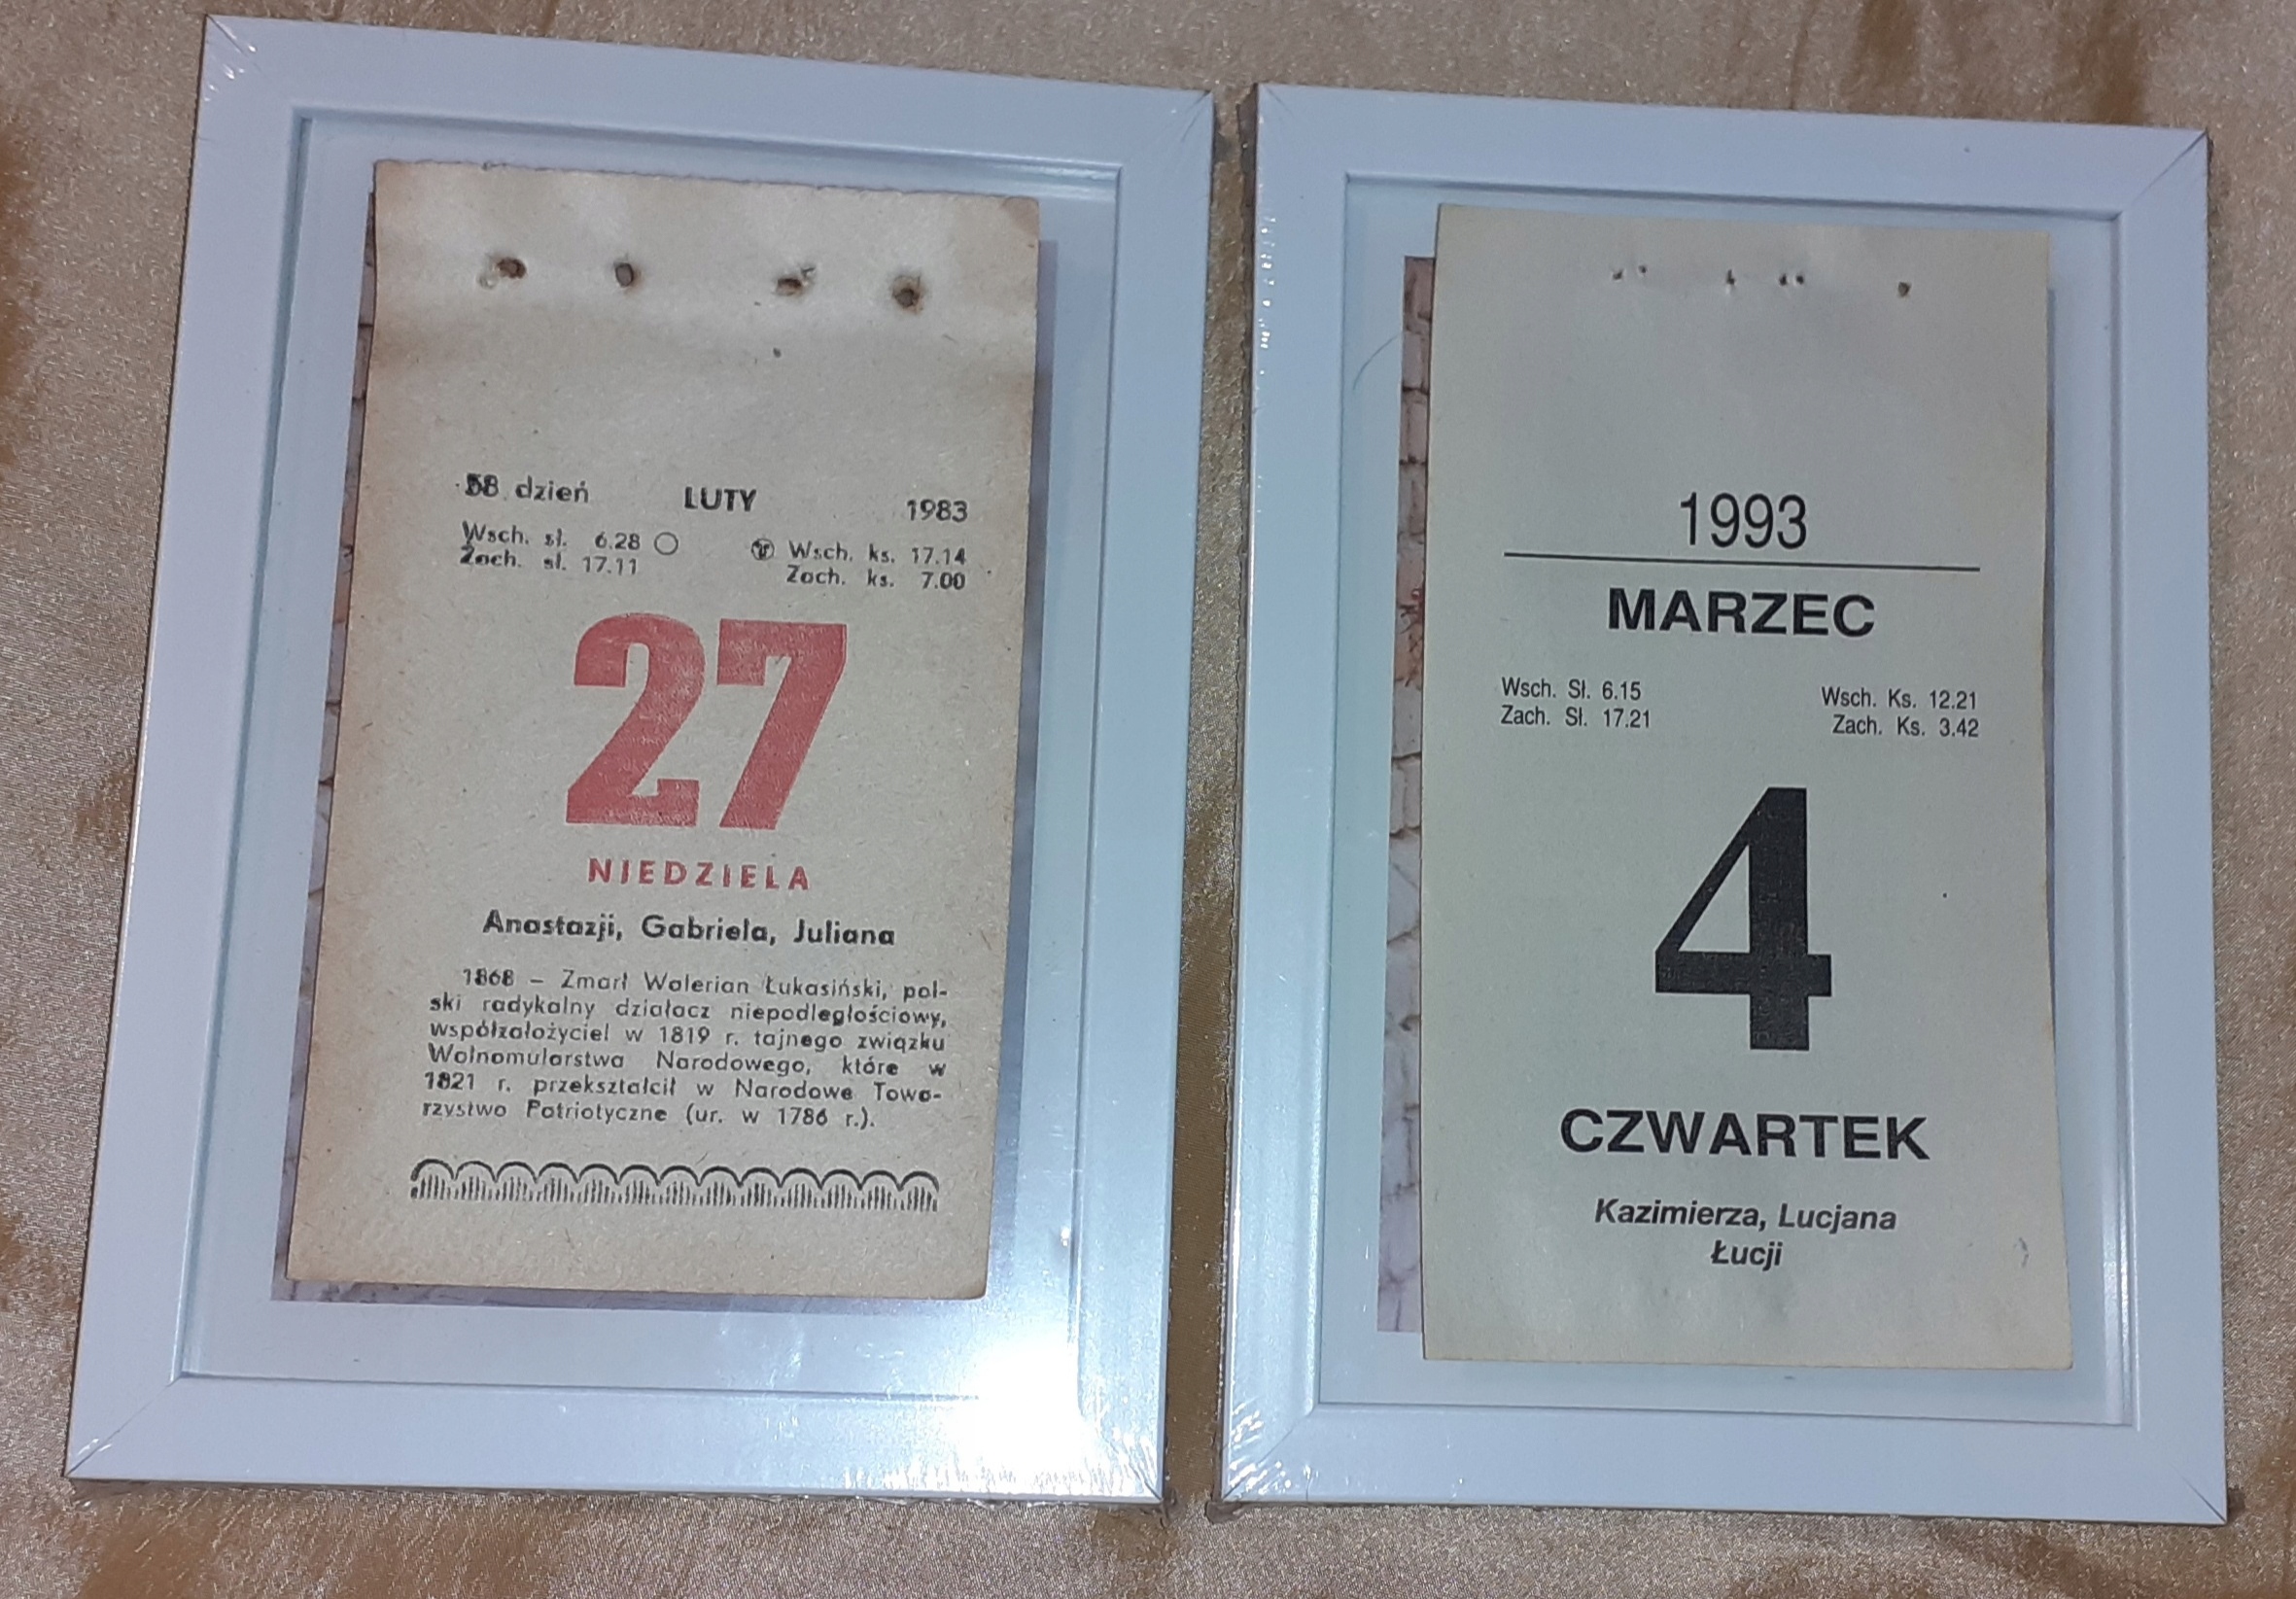 58 dzień LUTY 1983
Wsch. sł. 6.28 Wsch. ks. 17.14
Zach. sł. 17.11 Zach. ks. 7.00
27
NIEDZIELA
Anastazji, Gabriela, Juliana
1868 – Zmarł Walerian Łukasiński, pol-
ski radykalny działacz niepodległościowy,
współzałożyciel w 1819 r. tajnego związku
Wolnomularstwa Narodowego, które w
1821 r. przekształcił w Narodowe Towa-
rzystwo Patriotyczne (ur. w 1786 r.).
1993
MARZEC
Wsch. Sł. 6.15 Wsch. Ks. 12.21
Zach. Sł. 17.21 Zach. Ks. 3.42
4
CZWARTEK
Kazimierza, Lucjana
Łucji